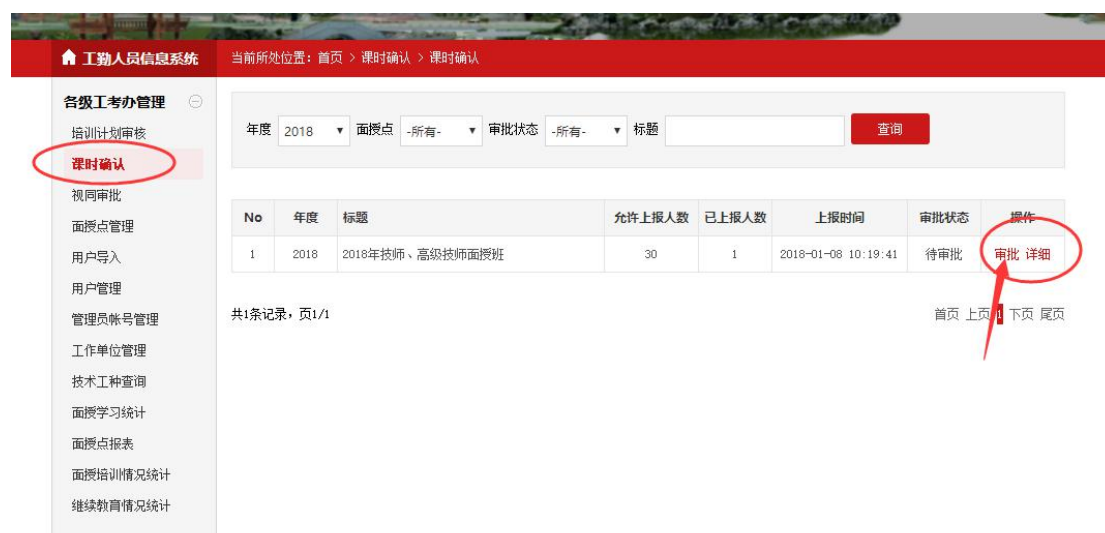 工勤人员信息系统 当前所处位置：首页 > 课时确认 > 课时确认
各级工考办管理
培训计划审核
课时确认
视同审批
面授点管理
用户导入
用户管理
管理员帐号管理
工作单位管理
技术工种查询
面授学习统计
面授点报表
面授培训情况统计
继续教育情况统计
年度 2018 面授点 -所有- 审批状态 -所有- 标题 查询
No 年度 标题 允许上报人数 已上报人数 上报时间 审批状态 操作
1 2018 2018年技师、高级技师面授班 30 1 2018-01-08 10:19:41 待审批 审批 详细
共1条记录，页1/1 首页 上页 1 下页 尾页